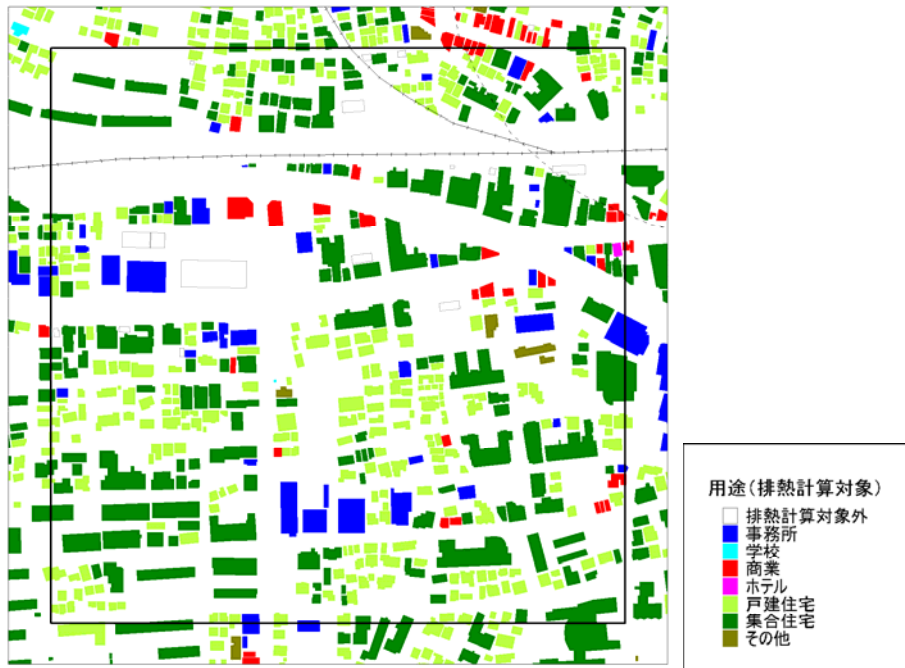 用途(排熱計算対象)
排熱計算対象外
事務所
学校
商業
ホテル
戸建住宅
集合住宅
その他